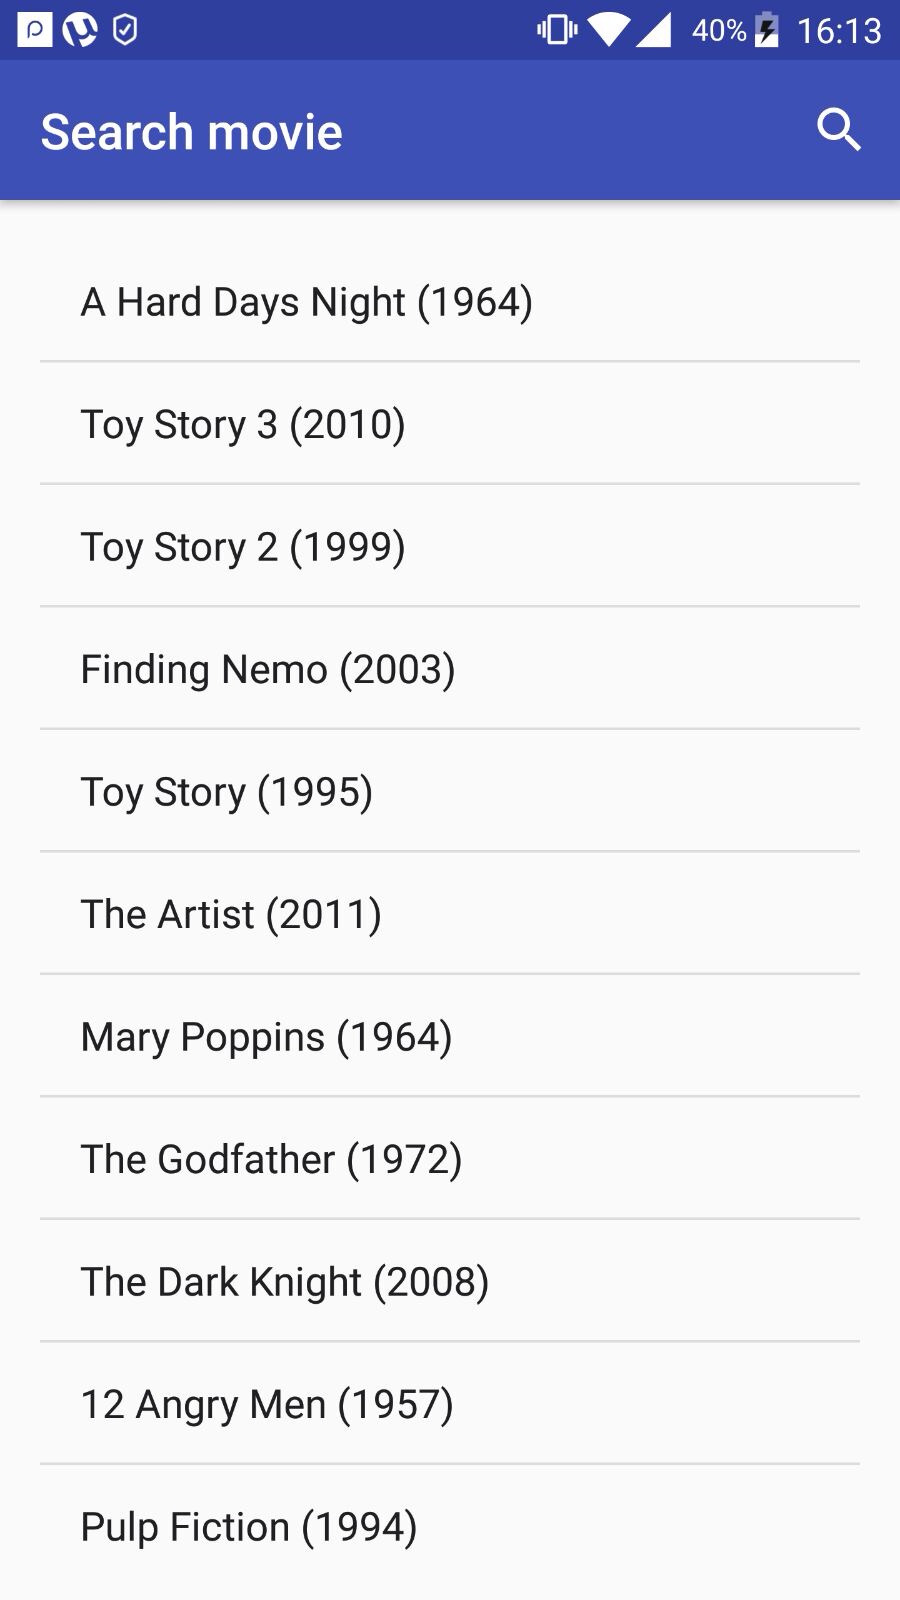 40% 16:13
Search movie
A Hard Days Night (1964)
Toy Story 3 (2010)
Toy Story 2 (1999)
Finding Nemo (2003)
Toy Story (1995)
The Artist (2011)
Mary Poppins (1964)
The Godfather (1972)
The Dark Knight (2008)
12 Angry Men (1957)
Pulp Fiction (1994)